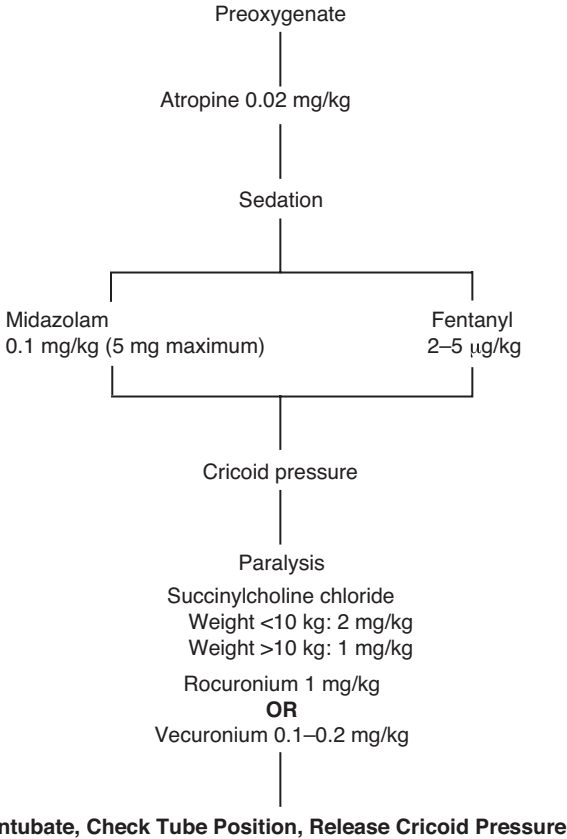 Preoxygenate
Atropine 0.02 mg/kg
Sedation
Midazolam
0.1 mg/kg (5 mg maximum)
Fentanyl
2–5 μg/kg
Cricoid pressure
Paralysis
Succinylcholine chloride
Weight <10 kg: 2 mg/kg
Weight >10 kg: 1 mg/kg
Rocuronium 1 mg/kg
OR
Vecuronium 0.1–0.2 mg/kg
ntubate, Check Tube Position, Release Cricoid Pressure